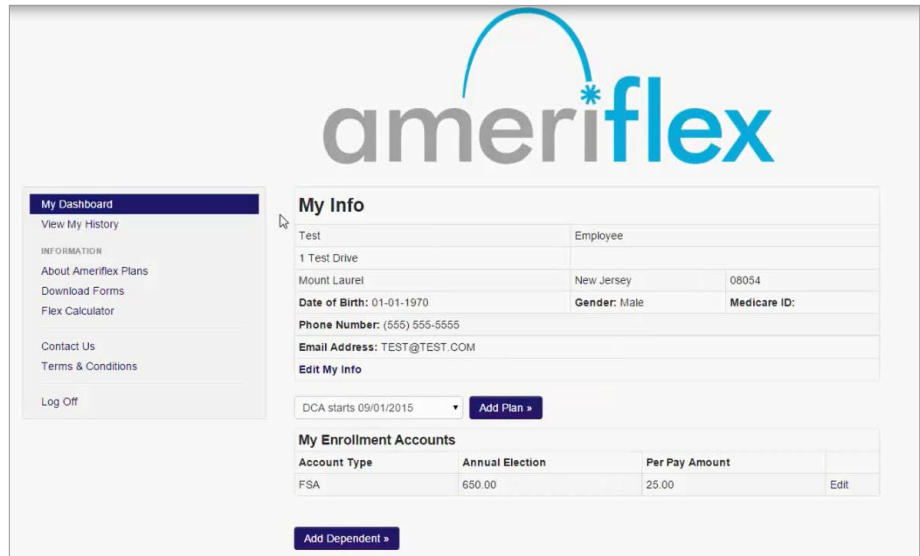 ameriflex
My Dashboard
View My History
INFORMATION
About Ameriflex Plans
Download Forms
Flex Calculator
Contact Us
Terms & Conditions
Log Off
My Info
Test Employee
1 Test Drive
Mount Laurel New Jersey 08054
Date of Birth: 01-01-1970 Gender: Male Medicare ID:
Phone Number: (555) 555-5555
Email Address: TEST@TEST.COM
Edit My Info
DCA starts 09/01/2015 Add Plan »
My Enrollment Accounts
Account Type Annual Election Per Pay Amount
FSA 650.00 25.00 Edit
Add Dependent »